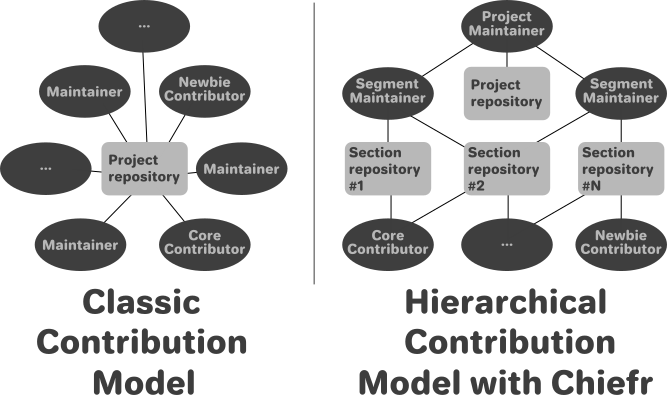 ...
Maintainer
Newbie
Contributor
...
Project
repository
Maintainer
Maintainer
Core
Contributor
Classic
Contribution
Model
Project
Maintainer
Segment
Maintainer
Project
repository
Segment
Maintainer
Section
repository
#1
Section
repository
#2
Section
repository
#N
Core
Contributor
...
Newbie
Contributor
Hierarchical
Contribution
Model with Chiefr